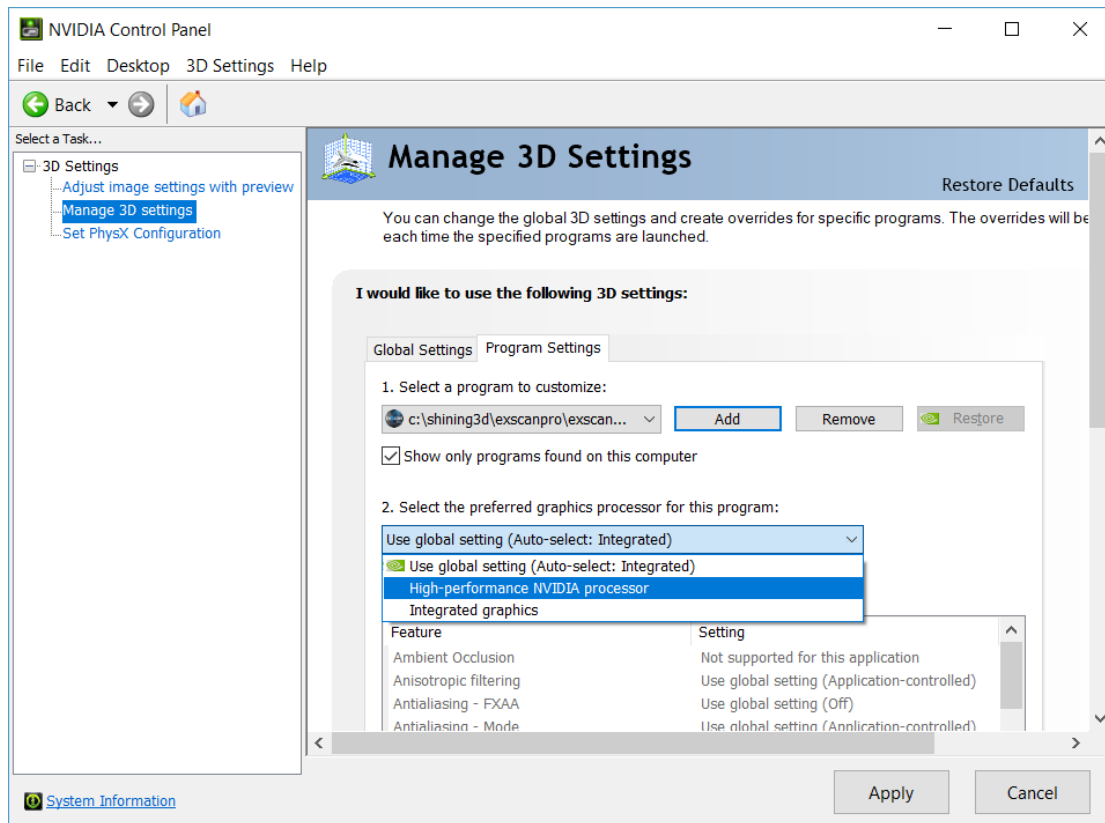 NVIDIA Control Panel
File Edit Desktop 3D Settings Help
Back
Select a Task...
3D Settings
Adjust image settings with preview
Manage 3D settings
Set PhysX Configuration
Manage 3D Settings
Restore Defaults
You can change the global 3D settings and create overrides for specific programs. The overrides will be
each time the specified programs are launched.
I would like to use the following 3D settings:
Global Settings Program Settings
1. Select a program to customize:
c:\shining3d\exscanpro\exscan... Add Remove Restore
Show only programs found on this computer
2. Select the preferred graphics processor for this program:
Use global setting (Auto-select: Integrated)
Use global setting (Auto-select: Integrated)
High-performance NVIDIA processor
Integrated graphics
Feature Setting
Ambient Occlusion Not supported for this application
Anisotropic filtering Use global setting (Application-controlled)
Antialiasing - FXAA Use global setting (Off)
Antialiasing - Mode Use global setting (Application-controlled)
System Information
Apply Cancel